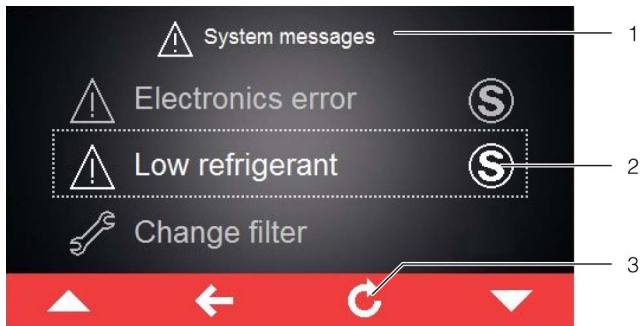 System messages
1
Electronics error
S
Low refrigerant
S
2
Change filter
3